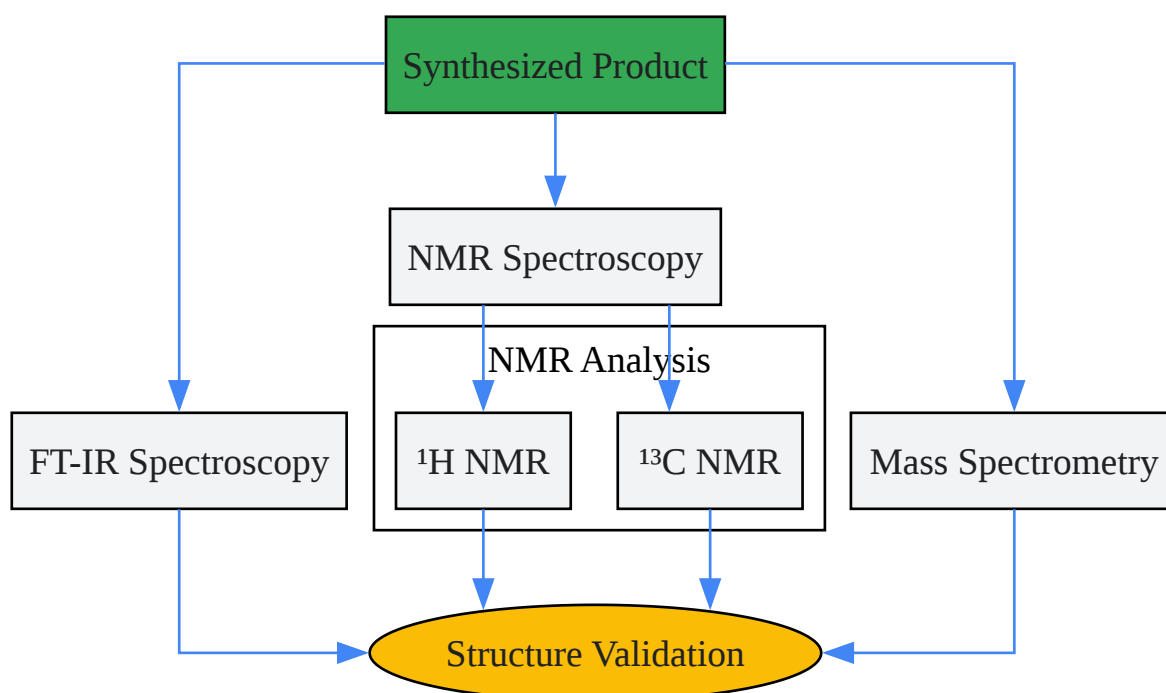 Synthesized Product
NMR Spectroscopy
NMR Analysis
FT-IR Spectroscopy
¹H NMR
¹³C NMR
Mass Spectrometry
Structure Validation